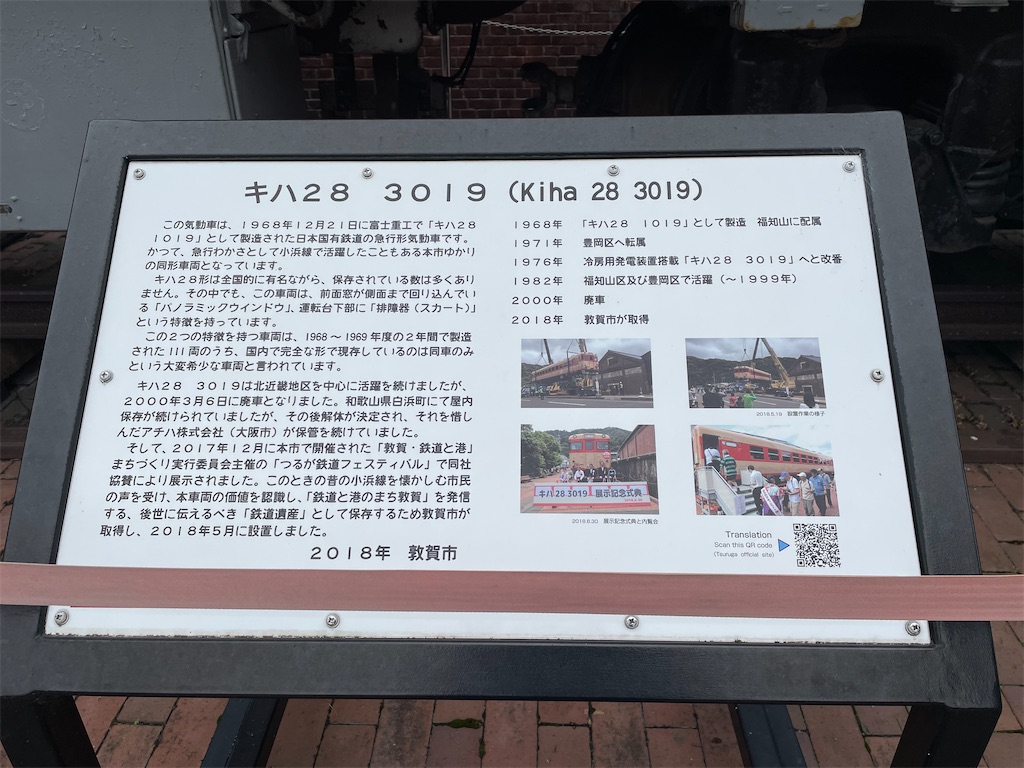 キハ２８　３０１９（Kiha 28 3019）
この気動車は、１９６８年１２月２１日に富士重工で「キハ２８
１０１９」として製造された日本国有鉄道の急行形気動車です。
かつて、急行わかさとして小浜線で活躍したこともある本市ゆかり
の同形車両となっています。
キハ２８形は全国的に有名ながら、保存されている数は多くあり
ません。その中でも、この車両は、前面窓が側面まで回り込んでい
る「パノラミックウインドウ」、運転台下部に「排障器（スカート）」
という特徴を持っています。
この２つの特徴を持つ車両は、1968～1969年度の２年間で製造
された111両のうち、国内で完全な形で現存しているのは同車のみ
という大変希少な車両と言われています。
キハ２８　３０１９は北近畿地区を中心に活躍を続けましたが、
２０００年３月６日に廃車となりました。和歌山県白浜町にて屋内
保存が続けられていましたが、その後解体が決定され、それを惜し
んだアチハ株式会社（大阪市）が保管を続けていました。
そして、２０１７年１２月に本市で開催された「敦賀・鉄道と港」
まちづくり実行委員会主催の「つるが鉄道フェスティバル」で同社
協賛により展示されました。このときの昔の小浜線を懐かしむ市民
の声を受け、本車両の価値を認識し、「鉄道と港のまち敦賀」を発信
する、後世に伝えるべき「鉄道遺産」として保存するため敦賀市が
取得し、２０１８年５月に設置しました。
２０１８年　敦賀市
１９６８年　「キハ２８　１０１９」として製造　福知山に配属
１９７１年　豊岡区へ転属
１９７６年　冷房用発電装置搭載「キハ２８　３０１９」へと改番
１９８２年　福知山区及び豊岡区で活躍（～１９９９年）
２０００年　廃車
２０１８年　敦賀市が取得
2018.5.19　設置作業の様子
キハ28 3019　展示記念式典
2018.6.30　展示記念式典と内覧会
Translation
Scan this QR code
(Tsuruga official site)